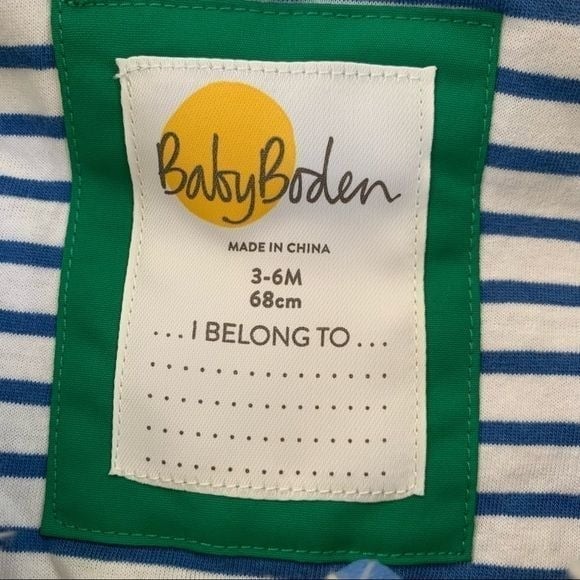 BabyBoden
MADE IN CHINA
3-6M
68cm
...I BELONG TO...